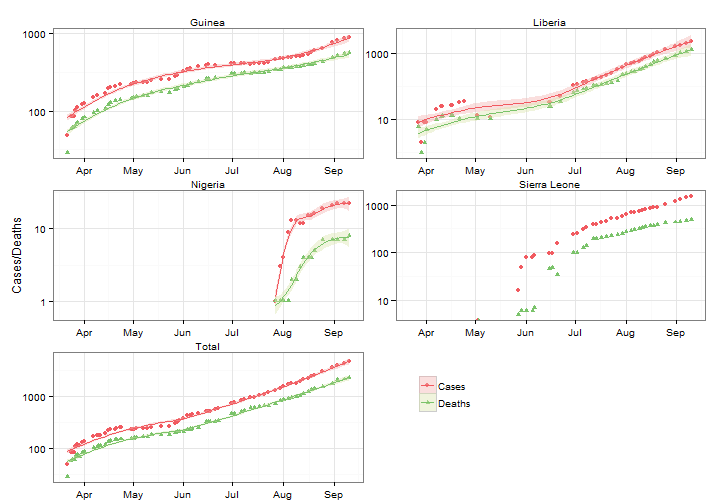 Guinea
1000
100
Apr May Jun Jul Aug Sep
Liberia
1000
10
Apr May Jun Jul Aug Sep
Cases/Deaths
Nigeria
10
1
Apr May Jun Jul Aug Sep
Sierra Leone
1000
100
10
Apr May Jun Jul Aug Sep
Total
1000
100
Apr May Jun Jul Aug Sep
Cases
Deaths